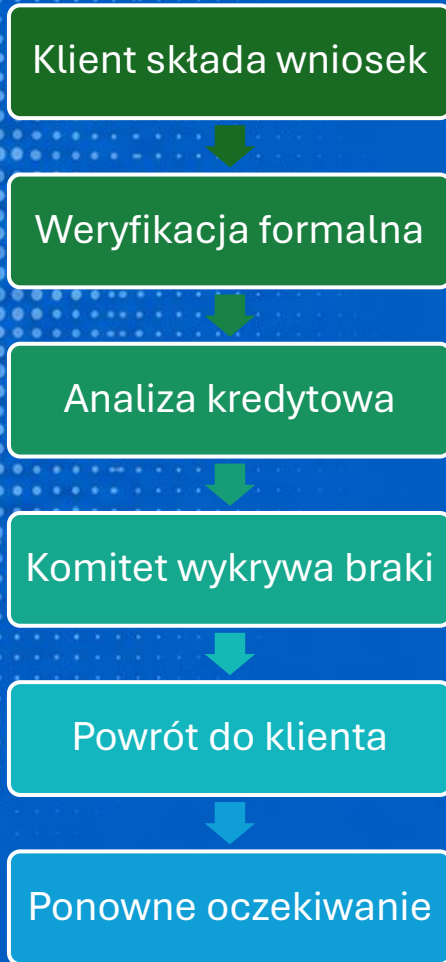 Klient składa wniosek
Weryfikacja formalna
Analiza kredytowa
Komitet wykrywa braki
Powrót do klienta
Ponowne oczekiwanie